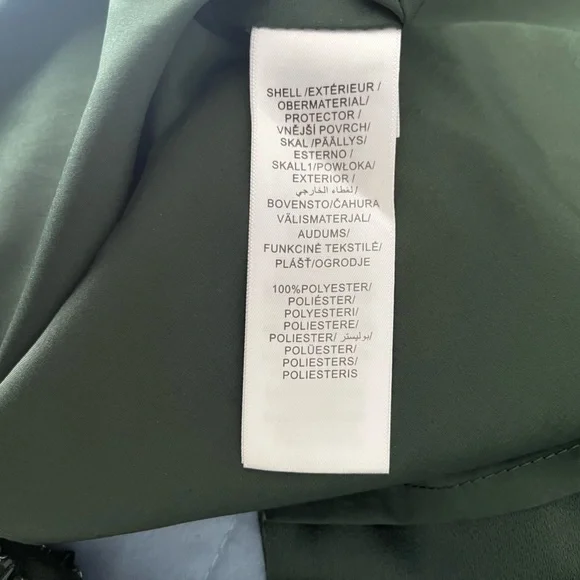 SHELL /EXTÉRIEUR /
OBERMATERIAL/
PROTECTOR /
VNĚJŠÍ POVRCH/
SKAL /PÄÄLLYS/
ESTERNO /
SKALL1/POWŁOKA/
EXTERIOR /
لغطاء الخارجي/
BOVENSTO/ČAHURA
VÄLISMATERJAL/
AUDUMS/
FUNKCINĖ TEKSTILĖ/
PLÁŠŤ/OGRODJE
100%POLYESTER/
POLIÉSTER/
POLYESTERI/
POLIESTERE/
POLIESTER/ بوليستر/
POLÜESTER/
POLIESTERS/
POLIESTERIS